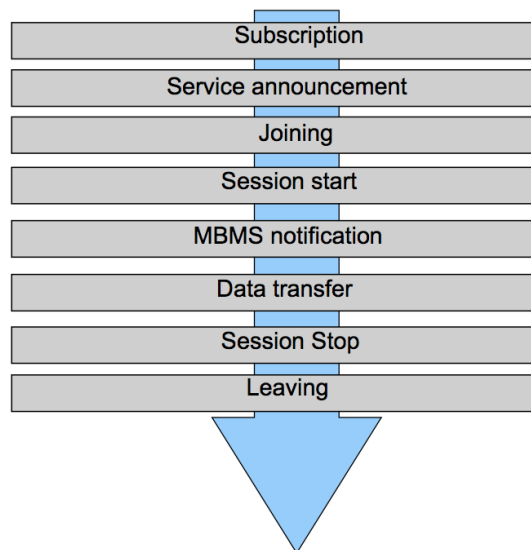 Subscription
Service announcement
Joining
Session start
MBMS notification
Data transfer
Session Stop
Leaving